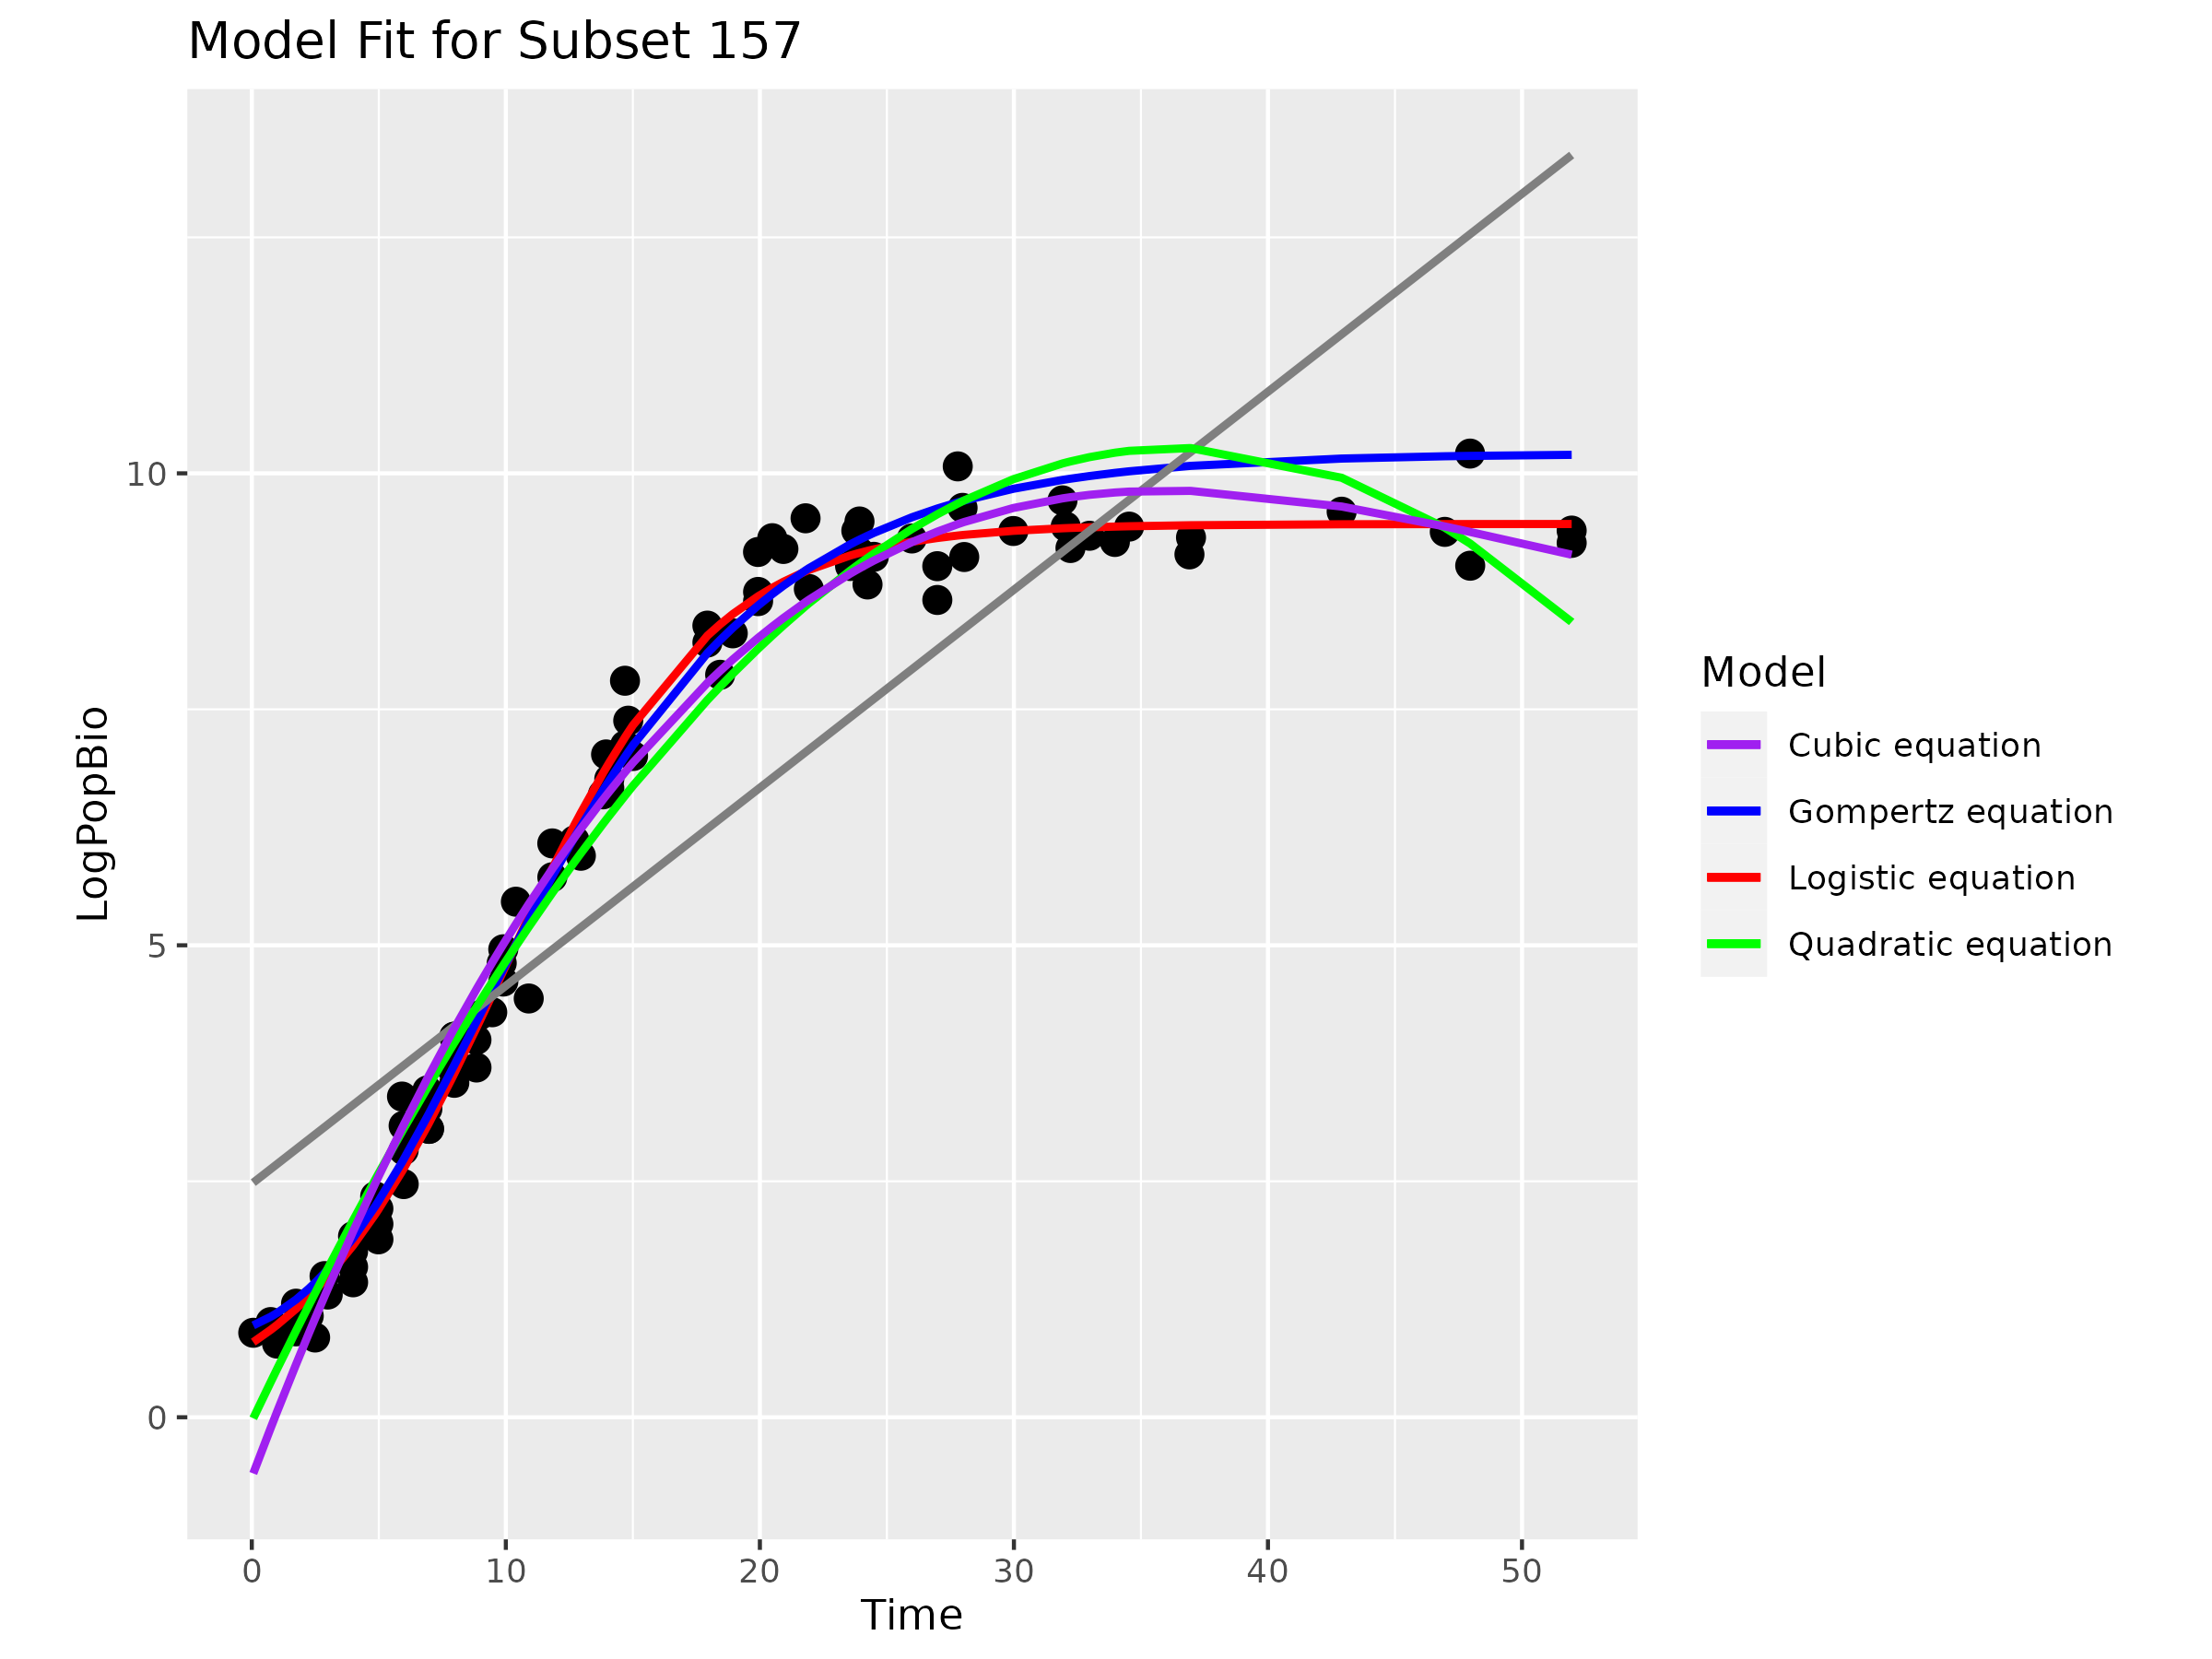 Model Fit for Subset 157
LogPopBio
10
5
0
0 10 20 30 40 50
Time
Model
Cubic equation
Gompertz equation
Logistic equation
Quadratic equation